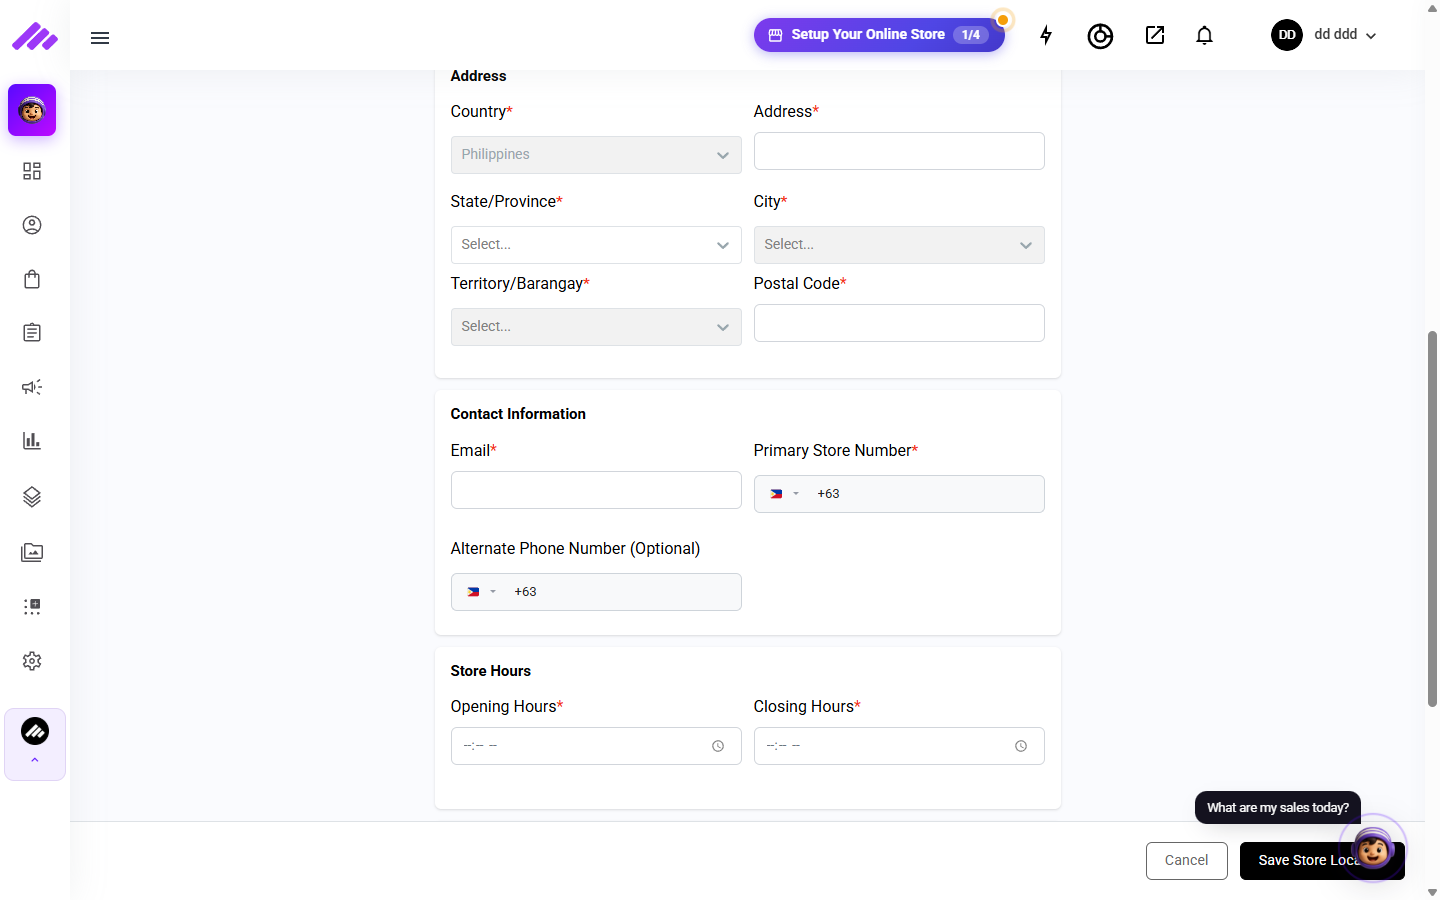 Setup Your Online Store 1/4
DD dd ddd
Address
Country* Address*
Philippines
State/Province* City*
Select... Select...
Territory/Barangay* Postal Code*
Select...
Contact Information
Email* Primary Store Number*
+63
Alternate Phone Number (Optional)
+63
Store Hours
Opening Hours* Closing Hours*
--:-- -- --:-- --
What are my sales today?
Cancel Save Store Loca